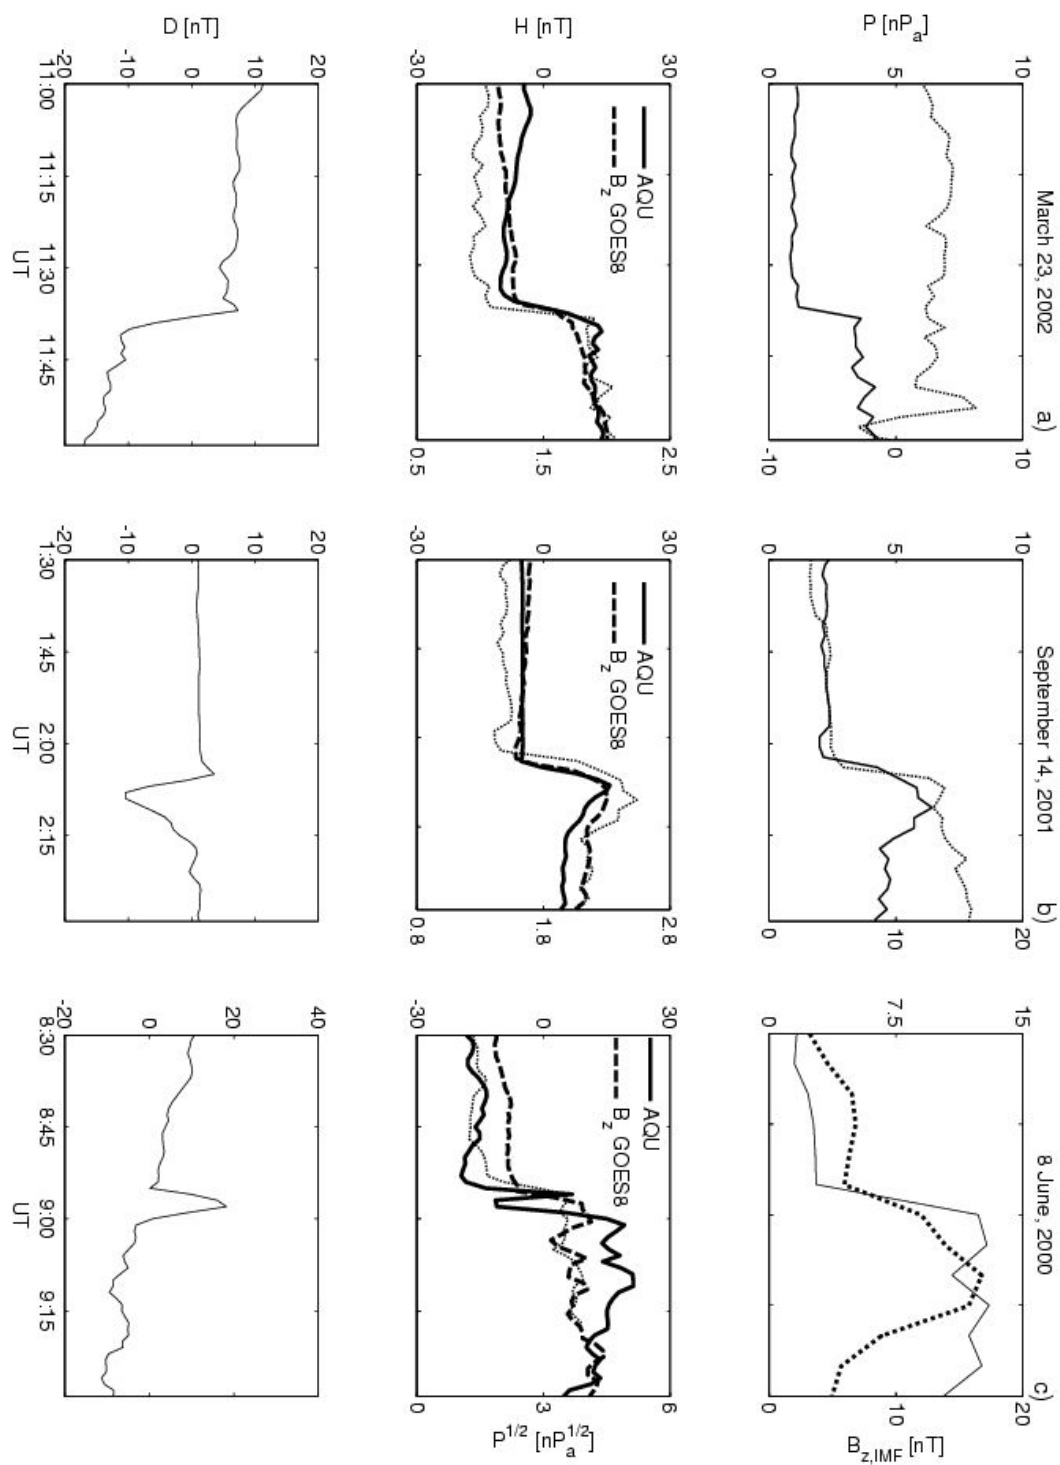 March 23, 2002 a)
September 14, 2001 b)
8 June, 2000 c)
P [nPa]
10
5
0
10
0
-10
10
5
0
20
10
0
15
7.5
0
20
10
0
Bz,IMF [nT]
H [nT]
30
0
-30
AQU
Bz GOES8
2.5
1.5
0.5
30
0
-30
AQU
Bz GOES8
2.8
1.8
0.8
30
0
-30
AQU
Bz GOES8
6
3
0
P1/2 [nPa1/2]
D [nT]
20
10
0
-10
-20
11:00 11:15 11:30 11:45
UT
20
10
0
-10
-20
1:30 1:45 2:00 2:15
UT
40
20
0
-20
8:30 8:45 9:00 9:15
UT